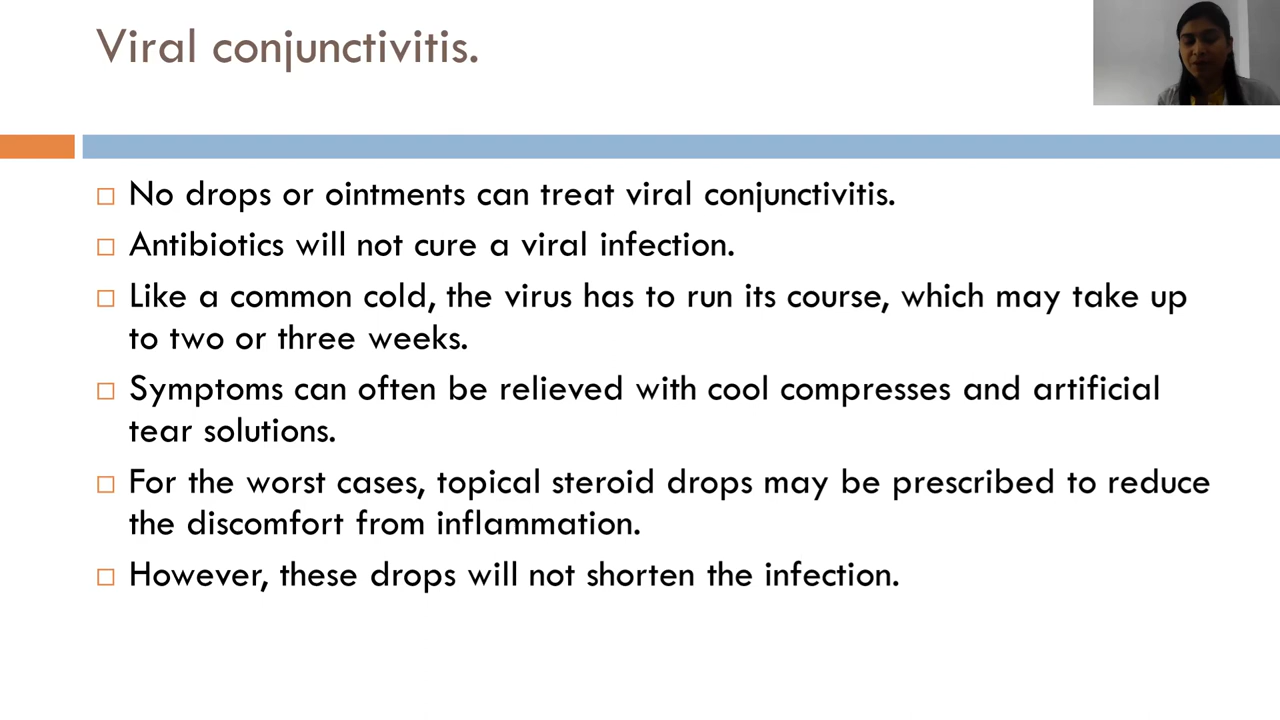 Viral conjunctivitis.
No drops or ointments can treat viral conjunctivitis.
Antibiotics will not cure a viral infection.
Like a common cold, the virus has to run its course, which may take up
to two or three weeks.
Symptoms can often be relieved with cool compresses and artificial
tear solutions.
For the worst cases, topical steroid drops may be prescribed to reduce
the discomfort from inflammation.
However, these drops will not shorten the infection.